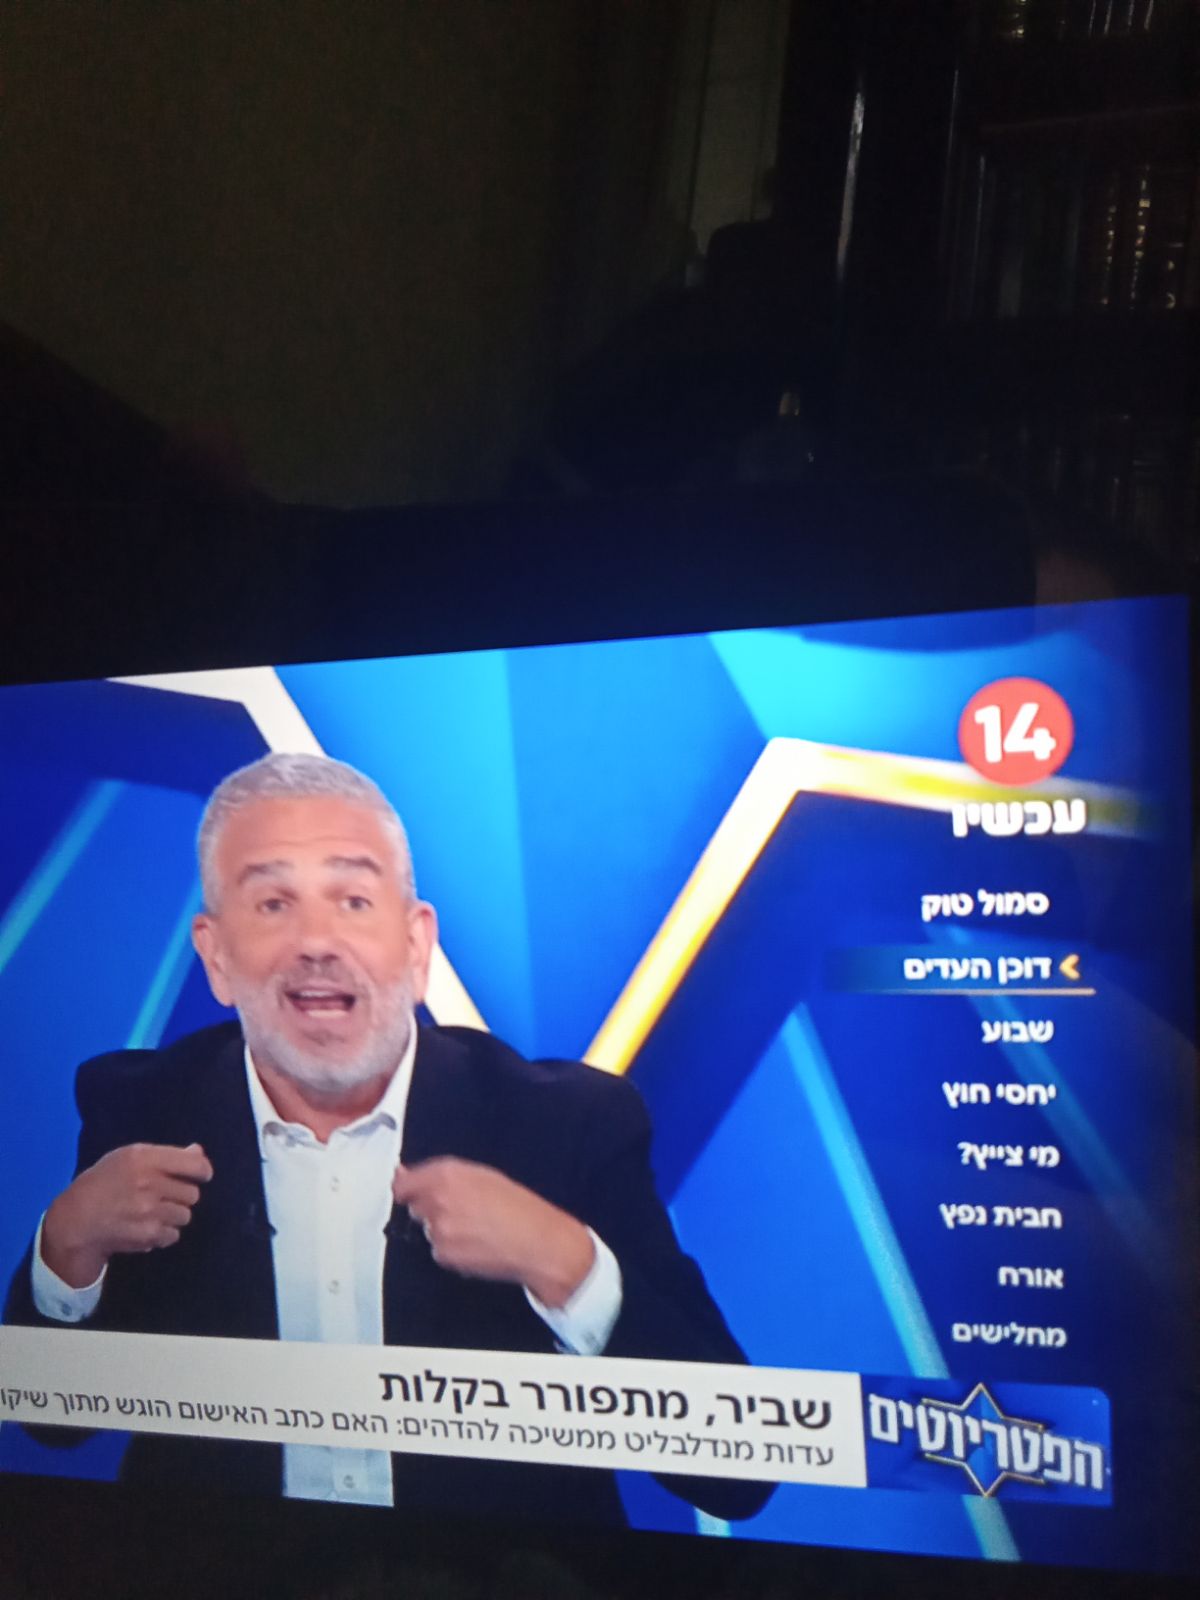 14
עכשיו
סמול טוק
דוכן העדים
שבוע
יחסי חוץ
מי צייץ?
חבית נפץ
אורח
מחלישים
הפטריוטים
שביר, מתפורר בקלות
עדות מנדלבליט ממשיכה להדהים: האם כתב האישום הוגש מתוך